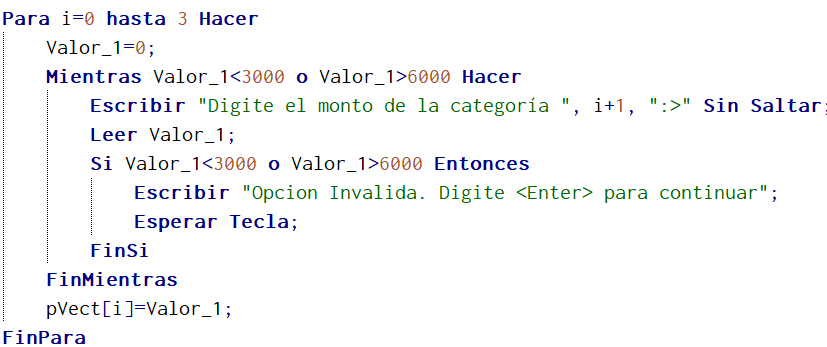 Para i=0 hasta 3 Hacer
Valor_1=0;
Mientras Valor_1<3000 o Valor_1>6000 Hacer
Escribir "Digite el monto de la categoría ", i+1, ":>" Sin Saltar;
Leer Valor_1;
Si Valor_1<3000 o Valor_1>6000 Entonces
Escribir "Opcion Invalida. Digite <Enter> para continuar";
Esperar Tecla;
FinSi
FinMientras
pVect[i]=Valor_1;
FinPara